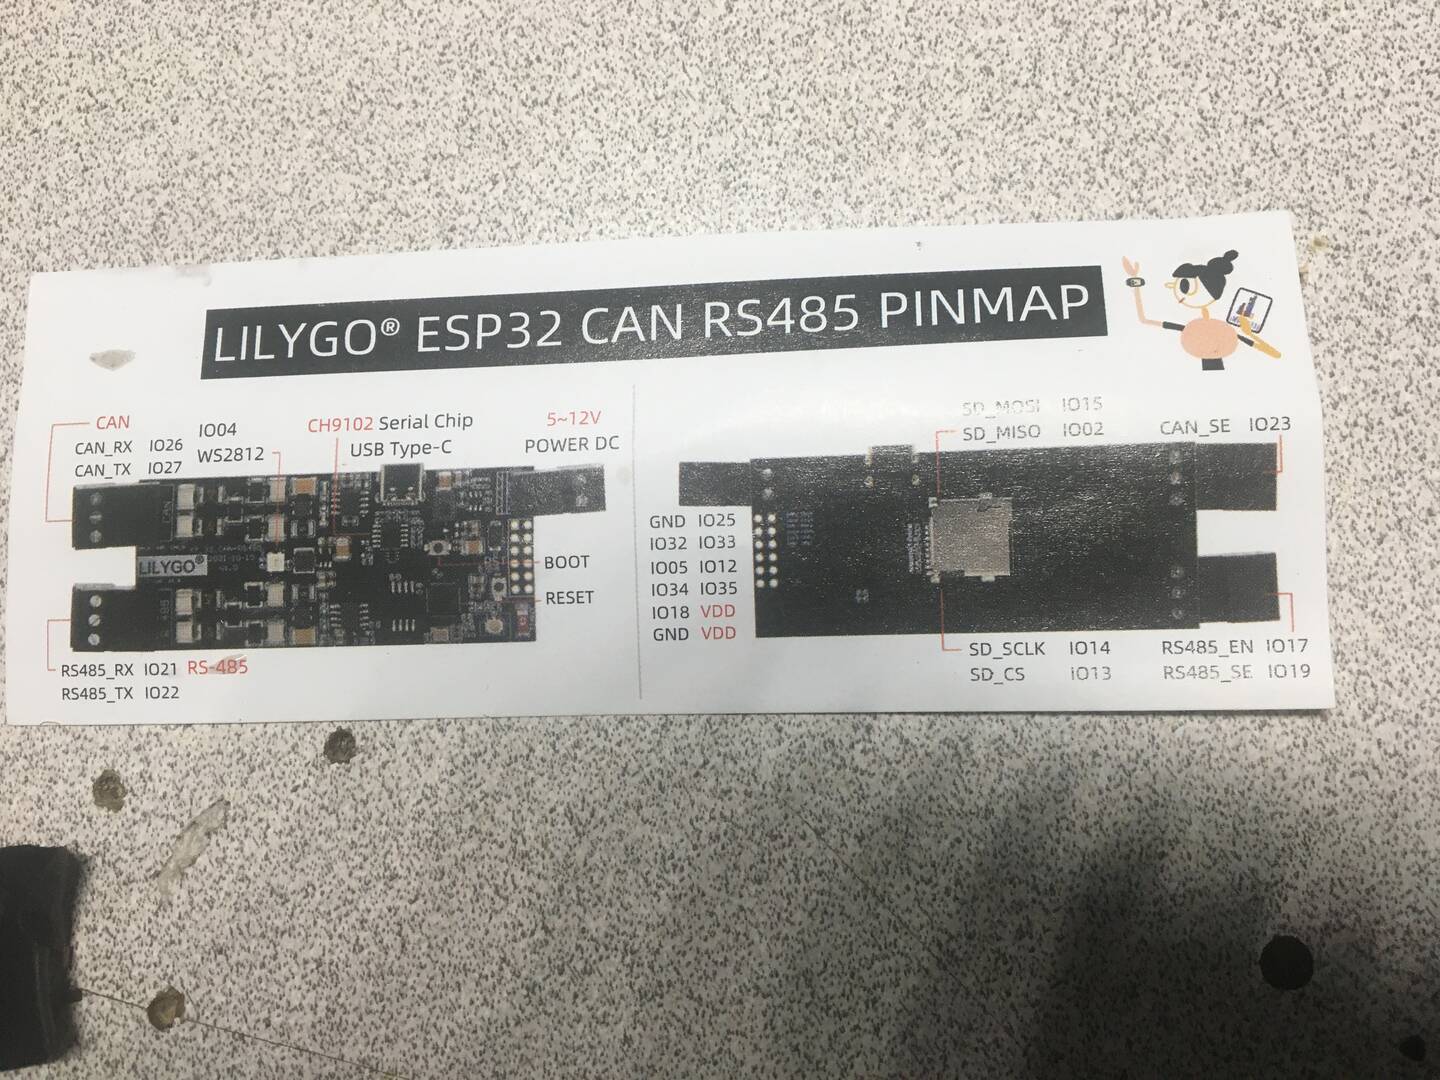 LILYGO® ESP32 CAN RS485 PINMAP
CAN
CAN_RX IO26
CAN_TX IO27
IO04
WS2812
CH9102 Serial Chip
USB Type-C
5~12V
POWER DC
CAN
LILYGO®
485
BOOT
RESET
RS485_RX IO21 RS-485
RS485_TX IO22
SD_MOSI IO15
SD_MISO IO02
CAN_SE IO23
GND IO25
IO32 IO33
IO05 IO12
IO34 IO35
IO18 VDD
GND VDD
SD_SCLK IO14
SD_CS IO13
RS485_EN IO17
RS485_SE IO19